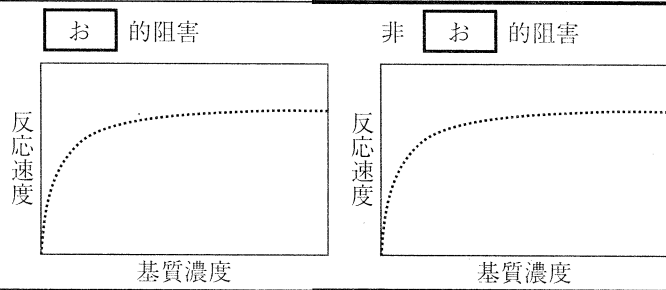 お 的阻害
反応速度
基質濃度
非 お 的阻害
反応速度
基質濃度